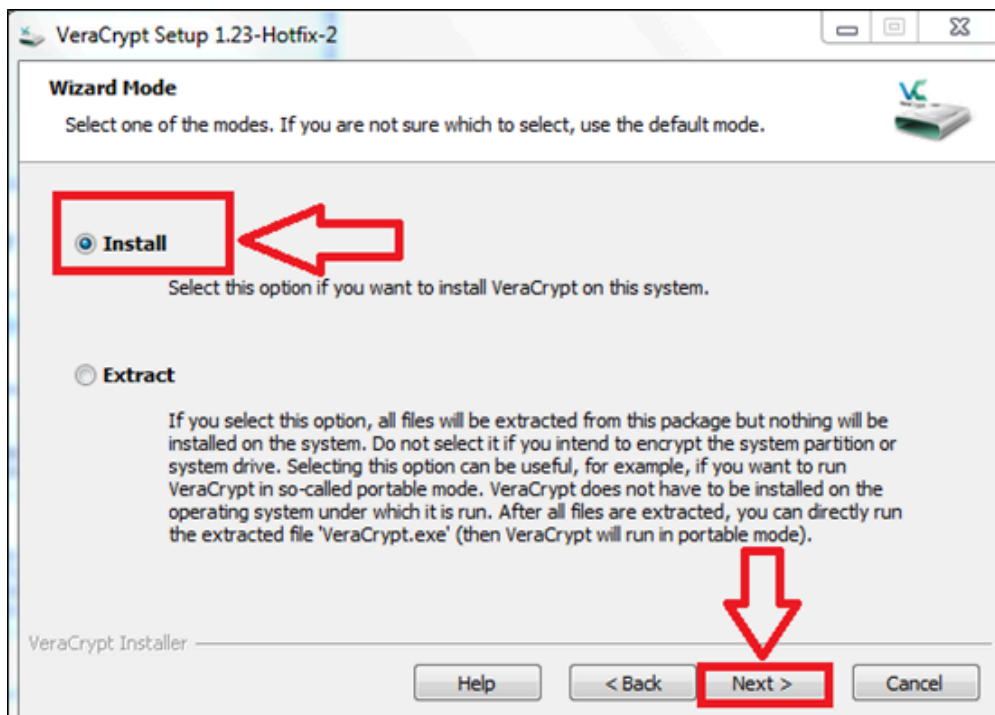 VeraCrypt Setup 1.23-Hotfix-2
Wizard Mode
Select one of the modes. If you are not sure which to select, use the default mode.
Install
Select this option if you want to install VeraCrypt on this system.
Extract
If you select this option, all files will be extracted from this package but nothing will be
installed on the system. Do not select it if you intend to encrypt the system partition or
system drive. Selecting this option can be useful, for example, if you want to run
VeraCrypt in so-called portable mode. VeraCrypt does not have to be installed on the
operating system under which it is run. After all files are extracted, you can directly run
the extracted file 'VeraCrypt.exe' (then VeraCrypt will run in portable mode).
VeraCrypt Installer
Help
< Back
Next >
Cancel